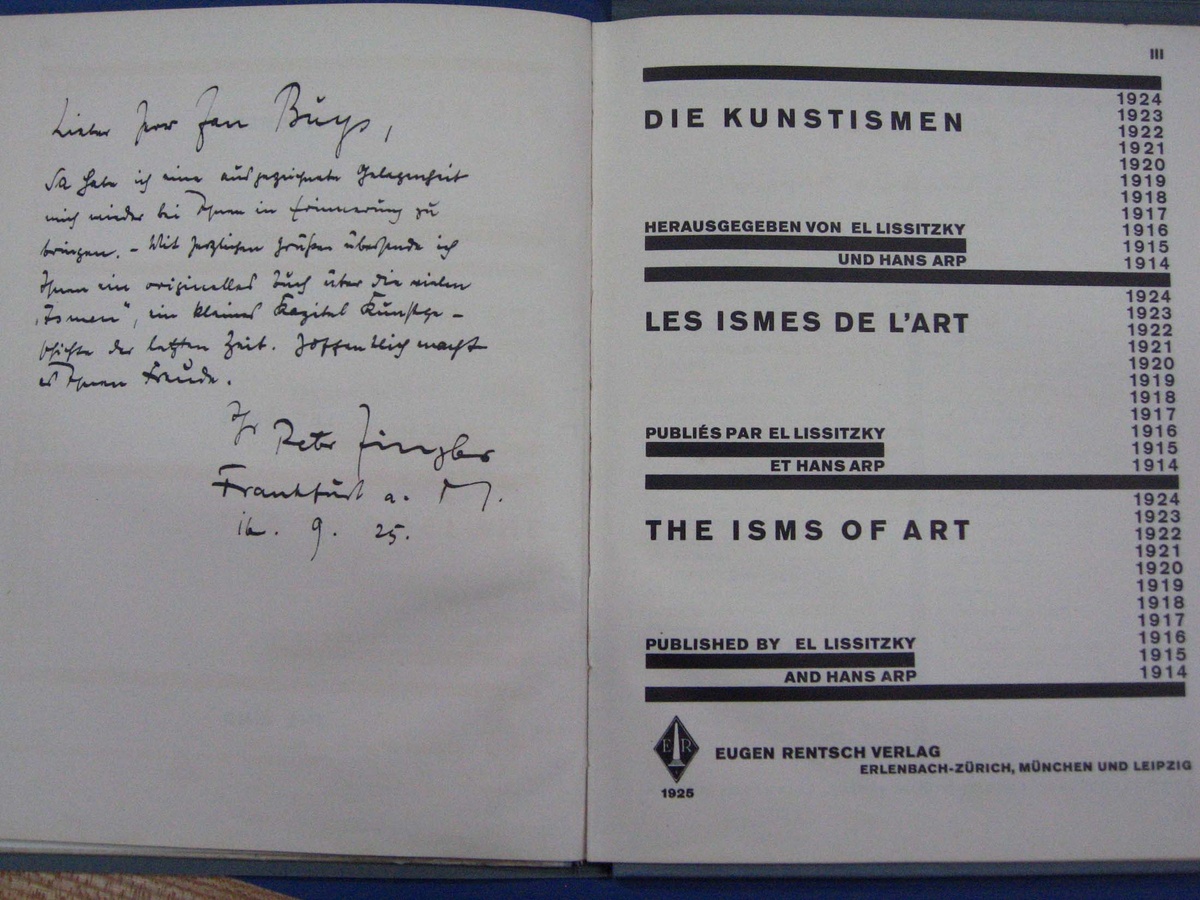 Lieber Herr Jan Buys,
Da habe ich eine ausgezeichnete Gelegenheit
mich wieder bei Ihnen in Erinnerung zu
bringen. – Mit herzlichen Grüßen übersende ich
Ihnen ein originelles Buch über die vielen
„Ismen", ein kleines Kapitel Kunstge –
schichte der letzten Zeit. Hoffentlich macht
es Ihnen Freude.
Ihr Peter
Frankfurt a. M.
9. 25.
III
DIE KUNSTISMEN
1924
1923
1922
1921
1920
1919
1918
1917
1916
1915
1914
HERAUSGEGEBEN VON EL LISSITZKY
UND HANS ARP
LES ISMES DE L'ART
1924
1923
1922
1921
1920
1919
1918
1917
1916
1915
1914
PUBLIÉS PAR EL LISSITZKY
ET HANS ARP
THE ISMS OF ART
1924
1923
1922
1921
1920
1919
1918
1917
1916
1915
1914
PUBLISHED BY EL LISSITZKY
AND HANS ARP
ER
1925
EUGEN RENTSCH VERLAG
ERLENBACH-ZÜRICH, MÜNCHEN UND LEIPZIG